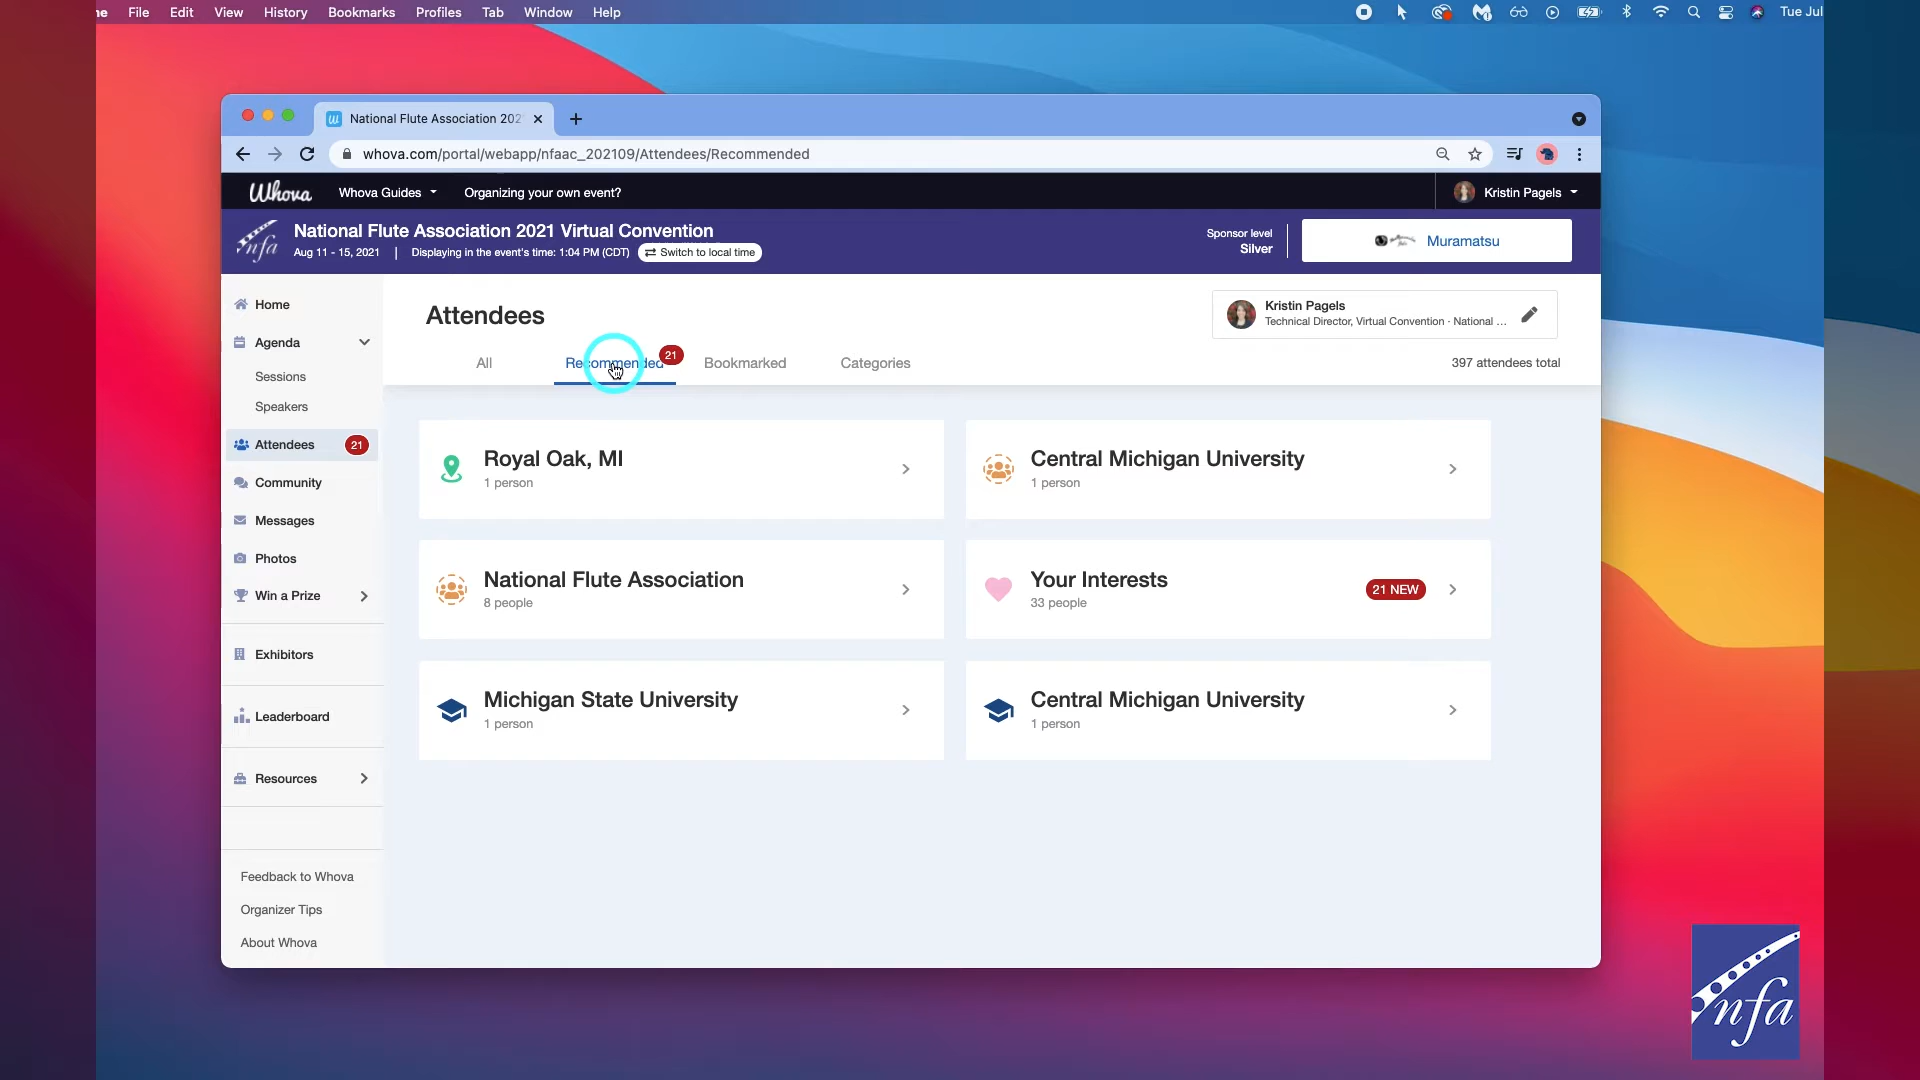 File Edit View History Bookmarks Profiles Tab Window Help Tue Jul
National Flute Association 202
whova.com/portal/webapp/nfaac_202109/Attendees/Recommended
Whova Whova Guides Organizing your own event? Kristin Pagels
nfa
National Flute Association 2021 Virtual Convention
Aug 11 - 15, 2021 | Displaying in the event's time: 1:04 PM (CDT) Switch to local time
Sponsor level
Silver
Muramatsu
Home
Agenda
Sessions
Speakers
Attendees 21
Community
Messages
Photos
Win a Prize
Exhibitors
Leaderboard
Resources
Feedback to Whova
Organizer Tips
About Whova
Attendees
Kristin Pagels
Technical Director, Virtual Convention - National ...
All Recommended 21 Bookmarked Categories
397 attendees total
Royal Oak, MI
1 person
Central Michigan University
1 person
National Flute Association
8 people
Your Interests
33 people
21 NEW
Michigan State University
1 person
Central Michigan University
1 person
nfa